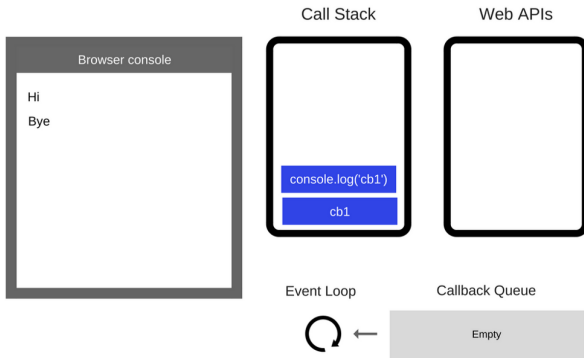 Call Stack
Web APIs
Browser console
Hi
Bye
console.log('cb1')
cb1
Event Loop
Callback Queue
Empty